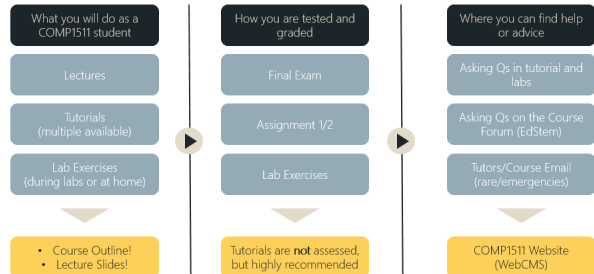 What you will do as a
COMP1511 student
Lectures
Tutorials
(multiple available)
Lab Exercises
(during labs or at home)
• Course Outline!
• Lecture Slides!
How you are tested and
graded
Final Exam
Assignment 1/2
Lab Exercises
Tutorials are not assessed,
but highly recommended
Where you can find help
or advice
Asking Qs in tutorial and
labs
Asking Qs on the Course
Forum (EdStem)
Tutors/Course Email
(rare/emergencies)
COMP1511 Website
(WebCMS)